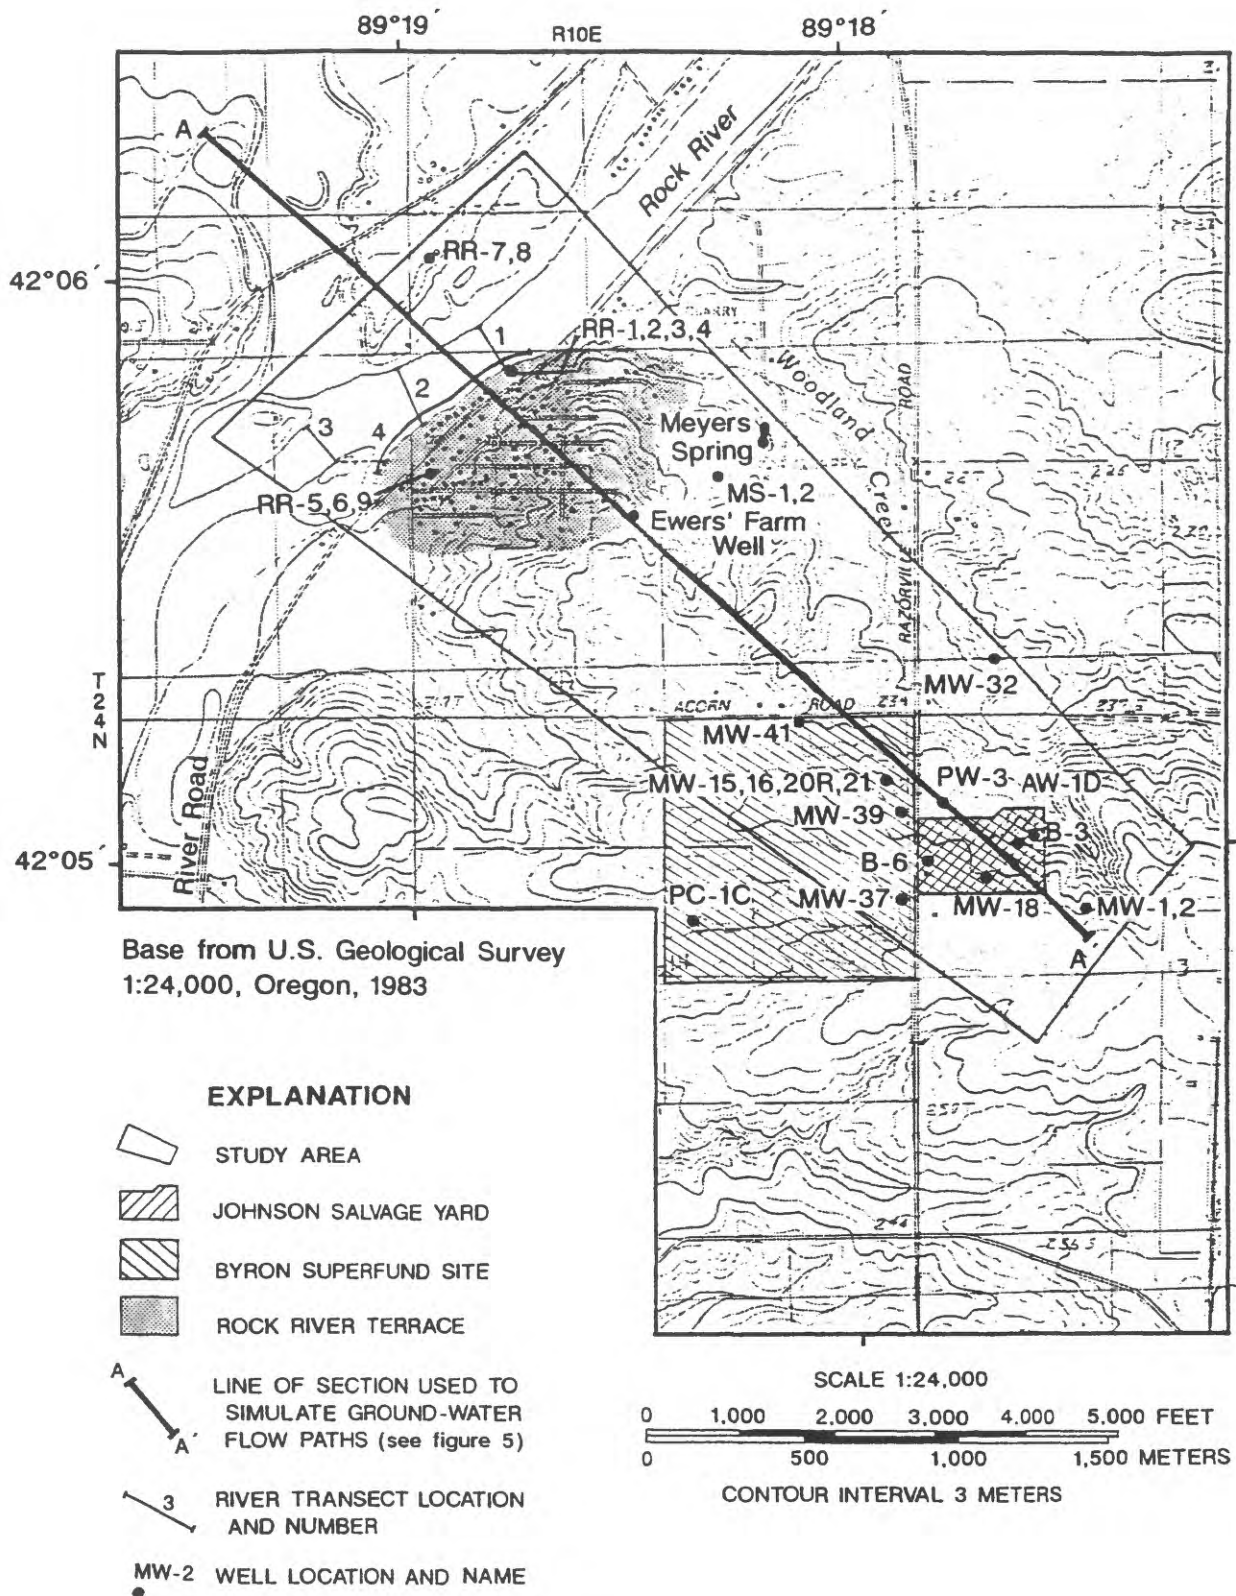 89°19´
R10E
89°18´
A
Rock River
RR-7,8
42°06´
QUARRY
1
RR-1,2,3,4
2
Woodland Creek
ROAD
3
4
Meyers
Spring
MS-1,2
RR-5,6,9
Ewers' Farm
Well
RAZORVILLE
MW-32
T
24
N
ACORN ROAD
234
MW-41
River Road
MW-15,16,20R,21
PW-3
AW-1D
MW-39
B-3
B-6
42°05´
PC-1C
MW-37
MW-18
MW-1,2
A´
Base from U.S. Geological Survey
1:24,000, Oregon, 1983
EXPLANATION
STUDY AREA
JOHNSON SALVAGE YARD
BYRON SUPERFUND SITE
ROCK RIVER TERRACE
A
A´
LINE OF SECTION USED TO
SIMULATE GROUND-WATER
FLOW PATHS (see figure 5)
3
RIVER TRANSECT LOCATION
AND NUMBER
MW-2 WELL LOCATION AND NAME
SCALE 1:24,000
0 1,000 2,000 3,000 4,000 5,000 FEET
0 500 1,000 1,500 METERS
CONTOUR INTERVAL 3 METERS